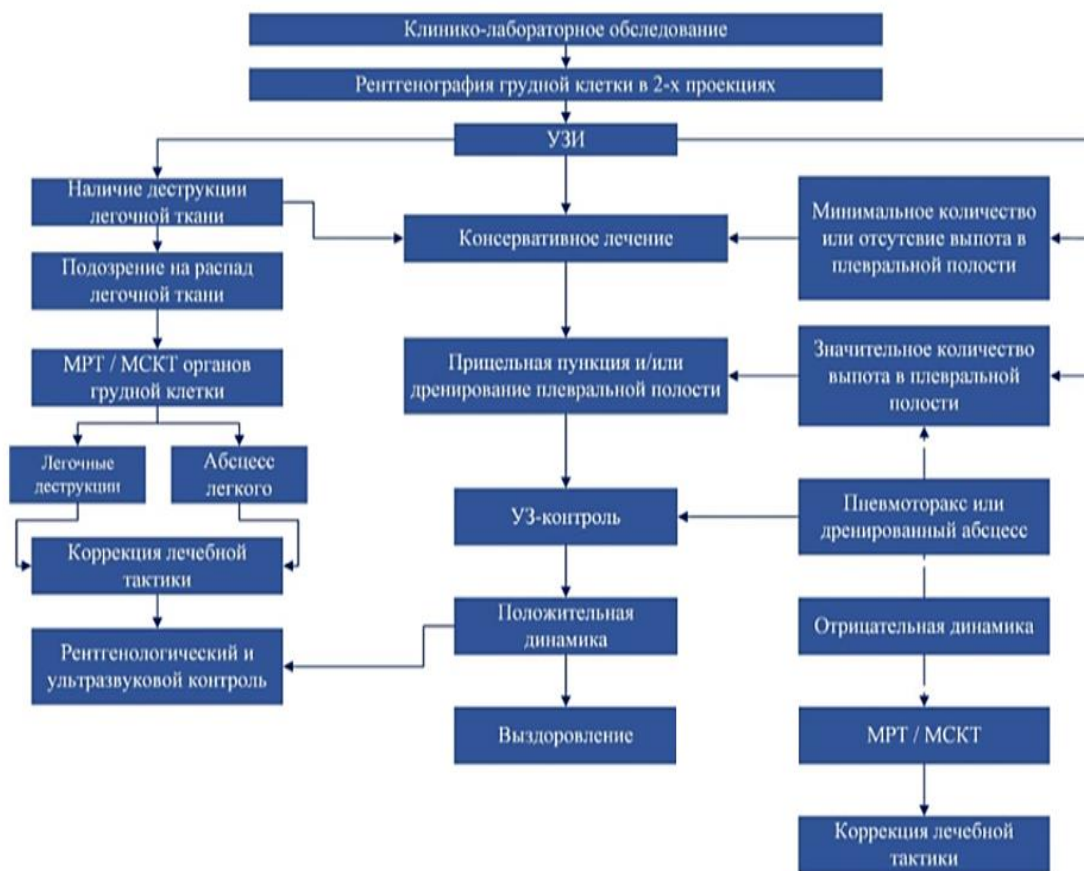 Клинико-лабораторное обследование
Рентгенография грудной клетки в 2-х проекциях
УЗИ
Наличие деструкции
легочной ткани
Консервативное лечение
Минимальное количество
или отсутсвие выпота в
плевральной полости
Подозрение на распад
легочной ткани
МРТ / МСКТ органов
грудной клетки
Прицельная пункция и/или
дренирование плевральной полости
Значительное количество
выпота в плевральной
полости
Легочные
деструкции
Абсцесс
легкого
УЗ-контроль
Пневмоторакс или
дренированный абсцесс
Коррекция лечебной
тактики
Положительная
динамика
Отрицательная динамика
Рентгенологический и
ультразвуковой контроль
Выздоровление
МРТ / МСКТ
Коррекция лечебной
тактики